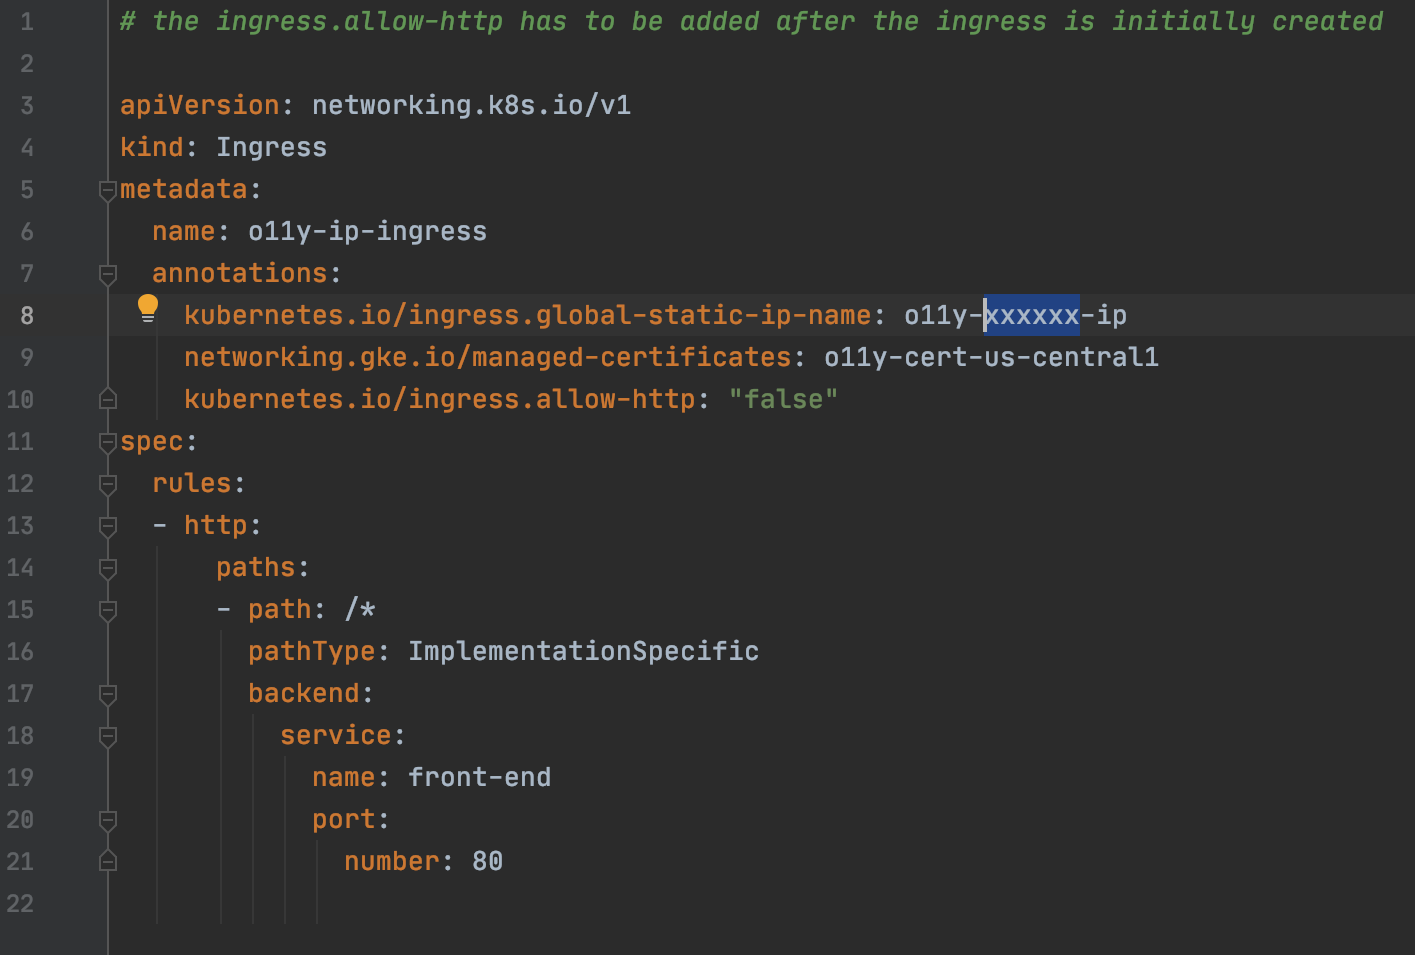 1 # the ingress.allow-http has to be added after the ingress is initially created
2
3 apiVersion: networking.k8s.io/v1
4 kind: Ingress
5 metadata:
6   name: o11y-ip-ingress
7   annotations:
8     kubernetes.io/ingress.global-static-ip-name: o11y-xxxxxx-ip
9     networking.gke.io/managed-certificates: o11y-cert-us-central1
10     kubernetes.io/ingress.allow-http: "false"
11 spec:
12   rules:
13   - http:
14       paths:
15       - path: /*
16         pathType: ImplementationSpecific
17         backend:
18           service:
19             name: front-end
20             port:
21               number: 80
22